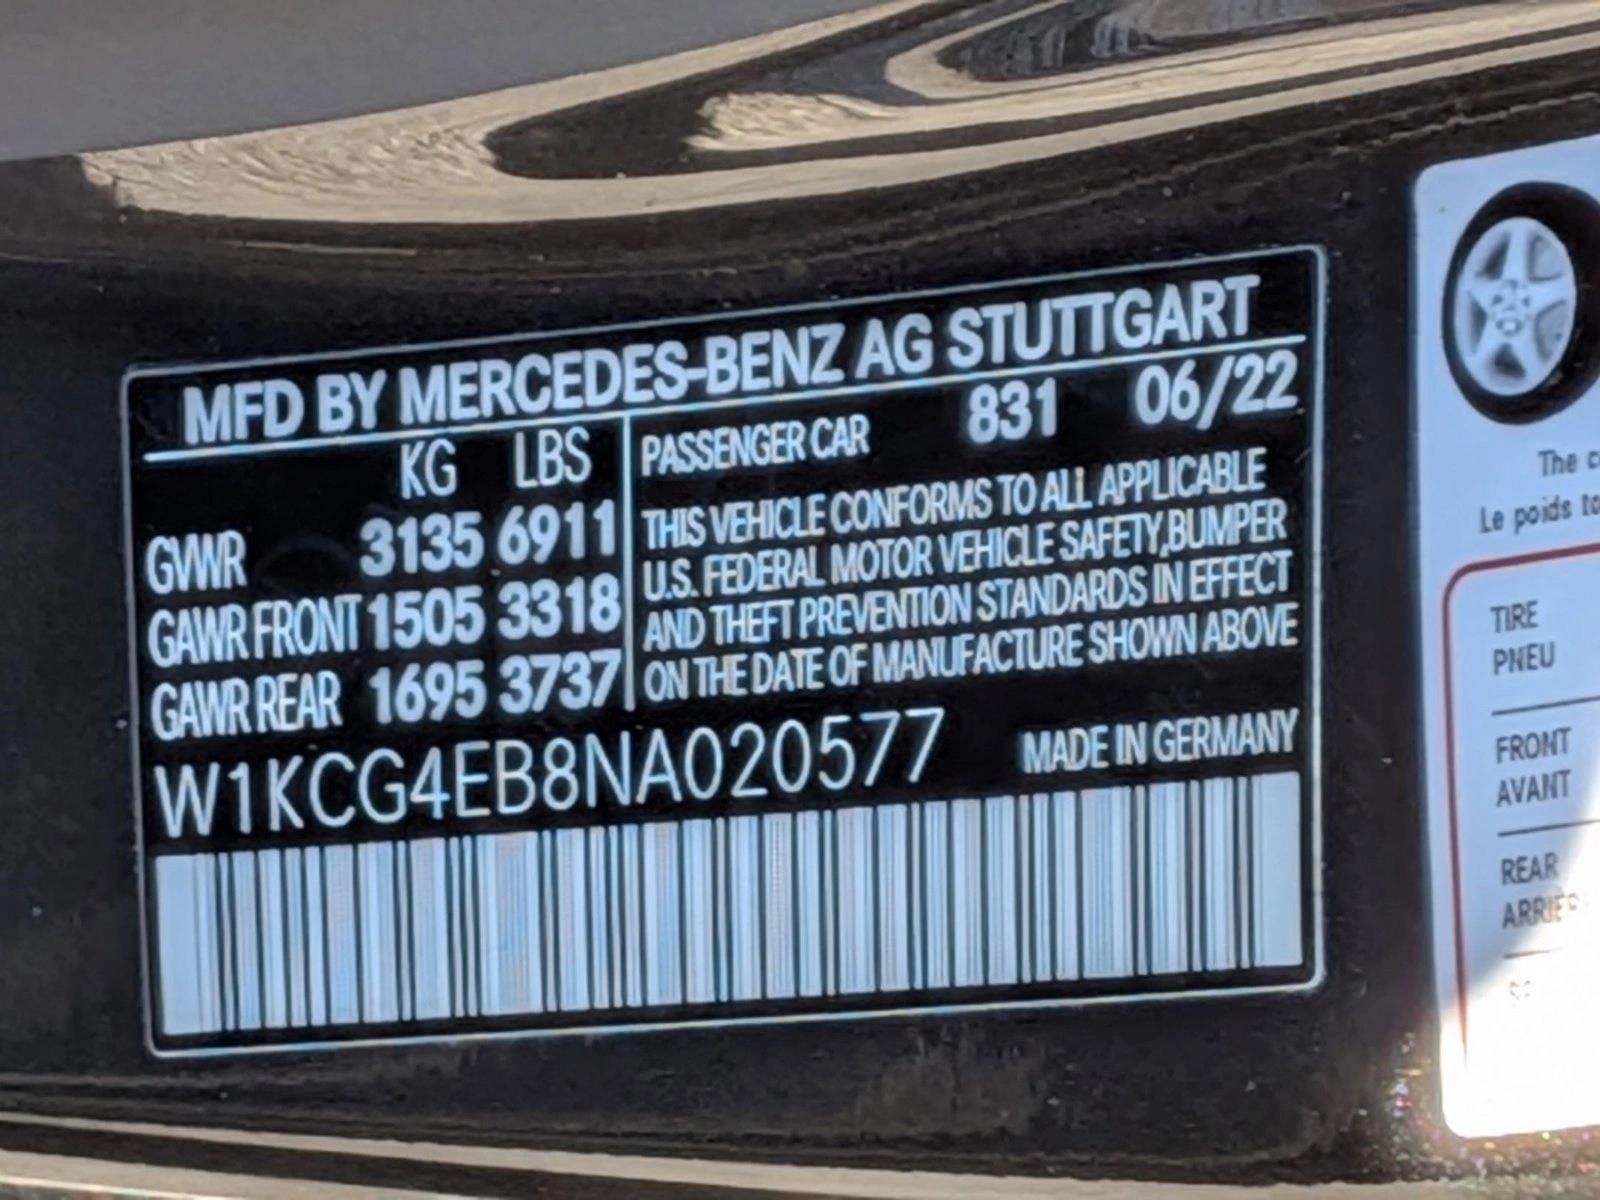 MFD BY MERCEDES-BENZ AG STUTTGART
KG LBS
GVWR 3135 6911
GAWR FRONT 1505 3318
GAWR REAR 1695 3737
PASSENGER CAR 831 06/22
THIS VEHICLE CONFORMS TO ALL APPLICABLE
U.S. FEDERAL MOTOR VEHICLE SAFETY,BUMPER
AND THEFT PREVENTION STANDARDS IN EFFECT
ON THE DATE OF MANUFACTURE SHOWN ABOVE
W1KCG4EB8NA020577
MADE IN GERMANY
The
Le poids
TIRE
PNEU
FRONT
AVANT
REAR